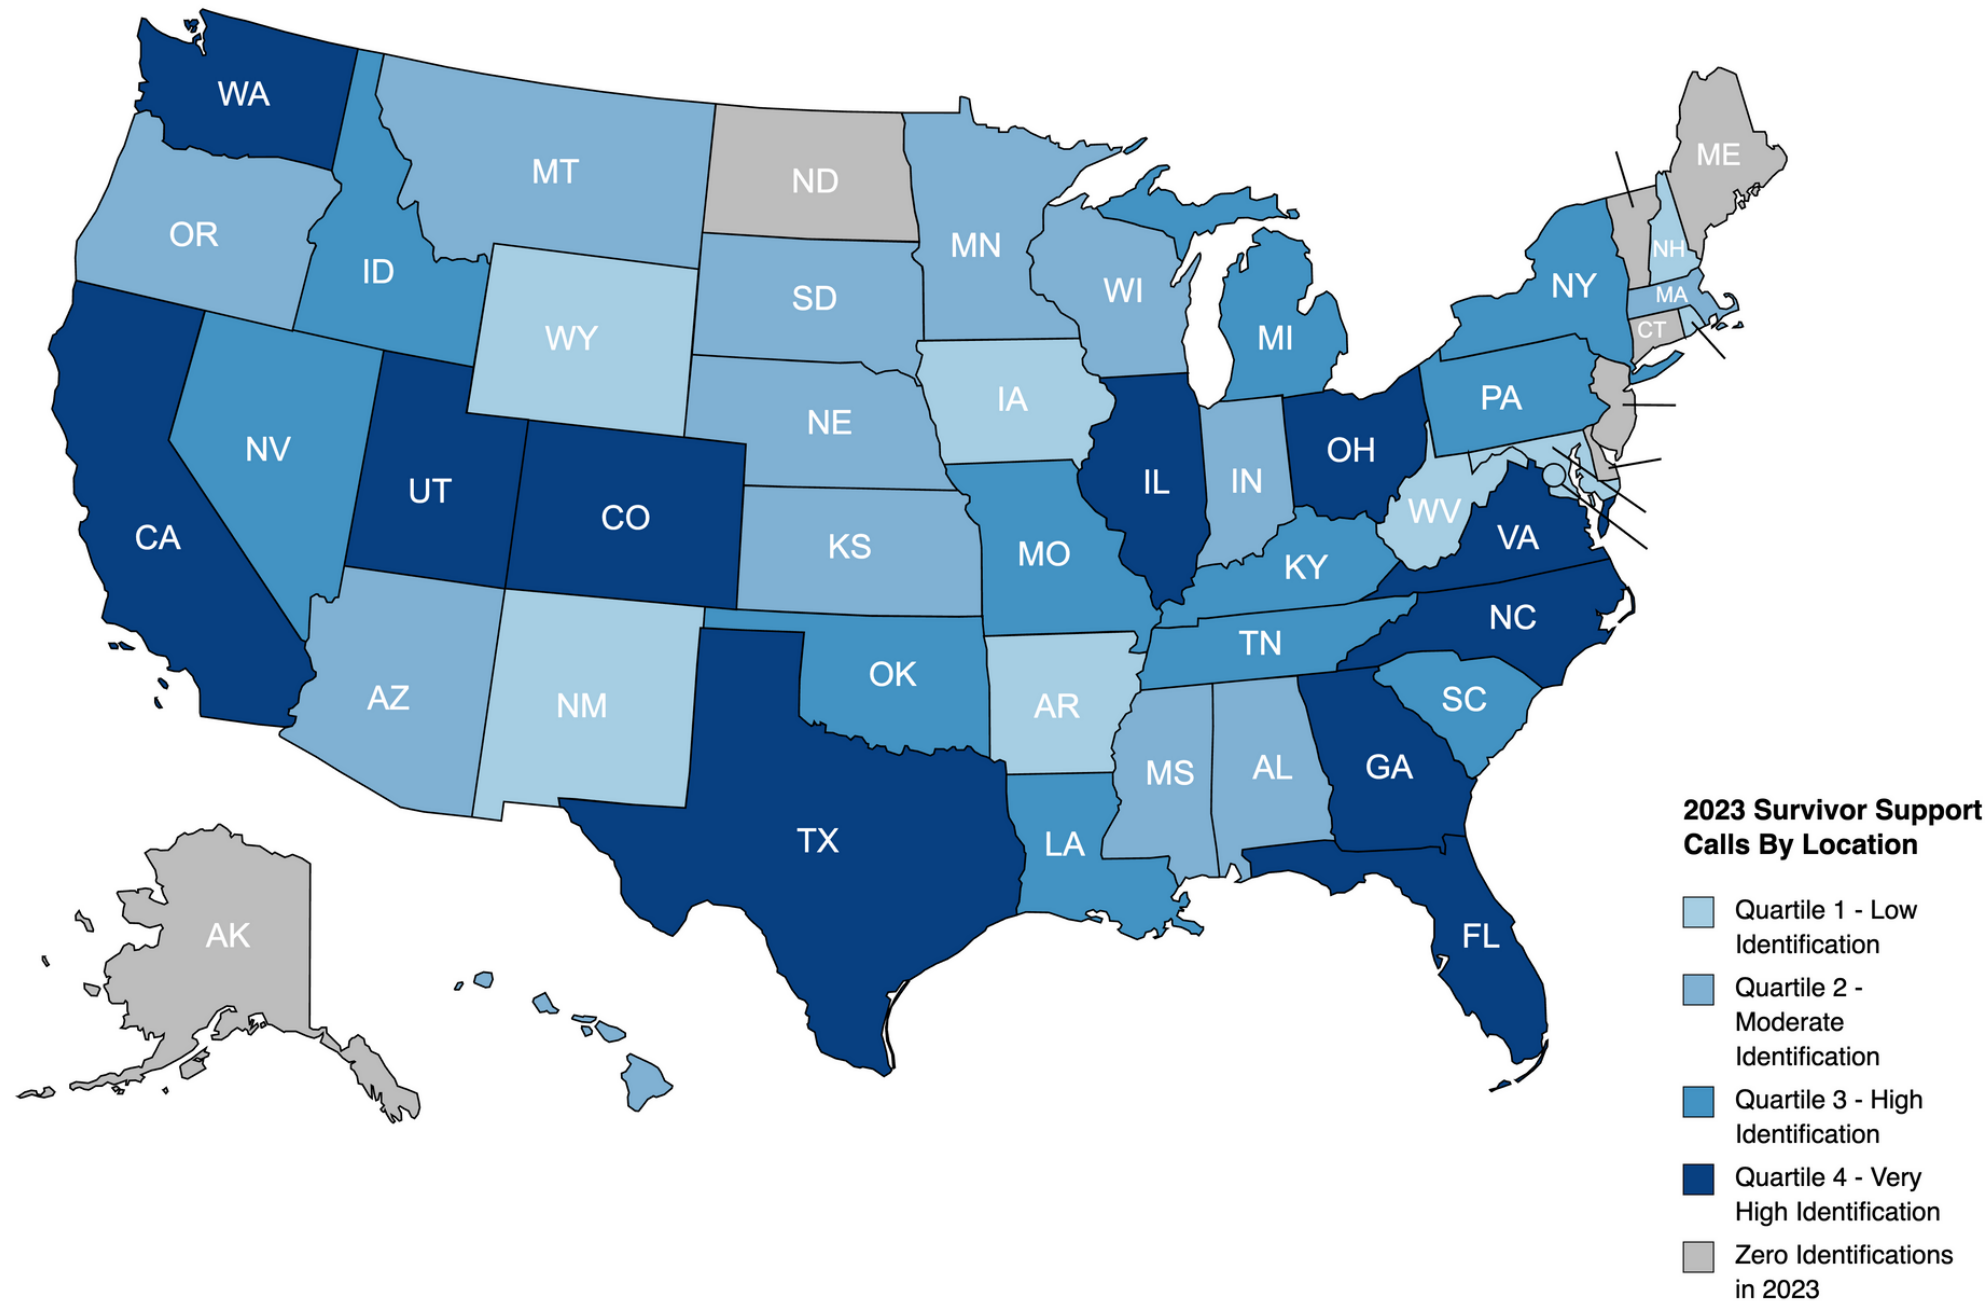 WA
ME
MT
ND
OR
MN
NH
ID
NY
WI
MA
SD
CT
WY
MI
PA
IA
NE
NV
OH
IL
IN
UT
WV
CO
CA
VA
KS
MO
KY
NC
TN
OK
AZ
SC
NM
AR
GA
AL
MS
TX
LA
AK
FL
2023 Survivor Support
Calls By Location
Quartile 1 - Low
Identification
Quartile 2 -
Moderate
Identification
Quartile 3 - High
Identification
Quartile 4 - Very
High Identification
Zero Identifications
in 2023